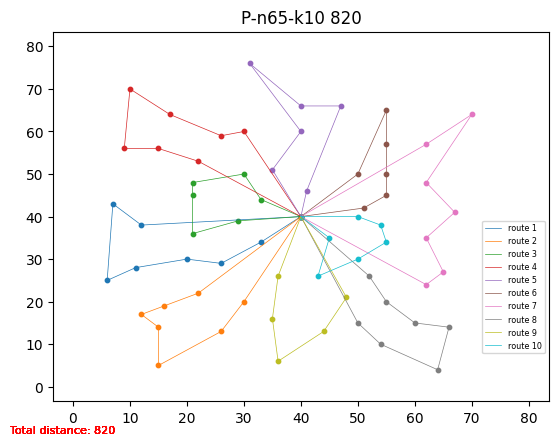 P-n65-k10 820
80
70
60
50
40
30
20
10
0
0 10 20 30 40 50 60 70 80
route 1
route 2
route 3
route 4
route 5
route 6
route 7
route 8
route 9
route 10
Total distance: 820